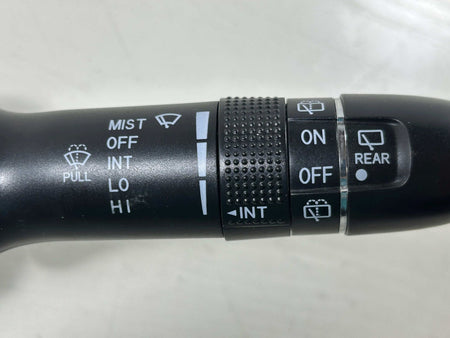 MIST
OFF
INT
LO
HI
PULL
◄INT
ON
OFF
REAR